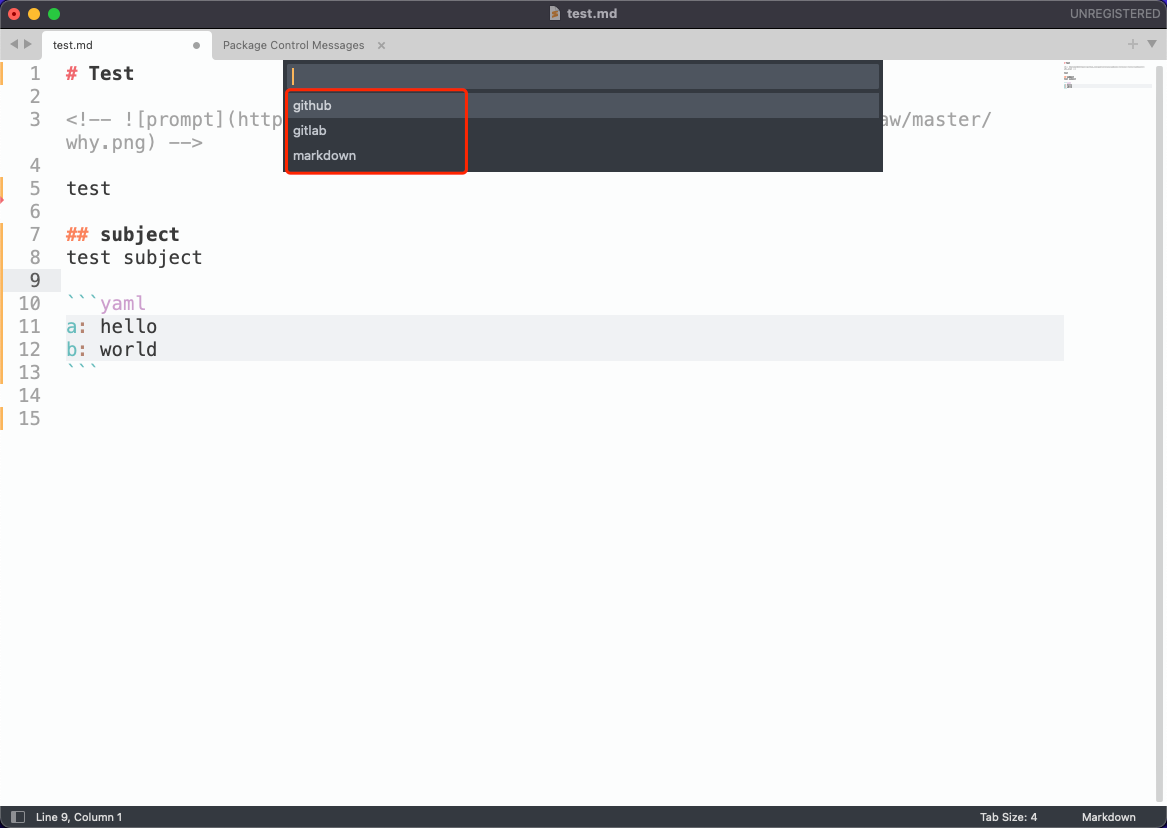 test.md
UNREGISTERED
test.md
Package Control Messages
1 # Test
2
3 <!-- ![prompt](http aw/master/
why.png) -->
github
gitlab
markdown
4
5 test
6
7 ## subject
8 test subject
9
10 ```yaml
11 a: hello
12 b: world
13 ```
14
15
Line 9, Column 1
Tab Size: 4
Markdown